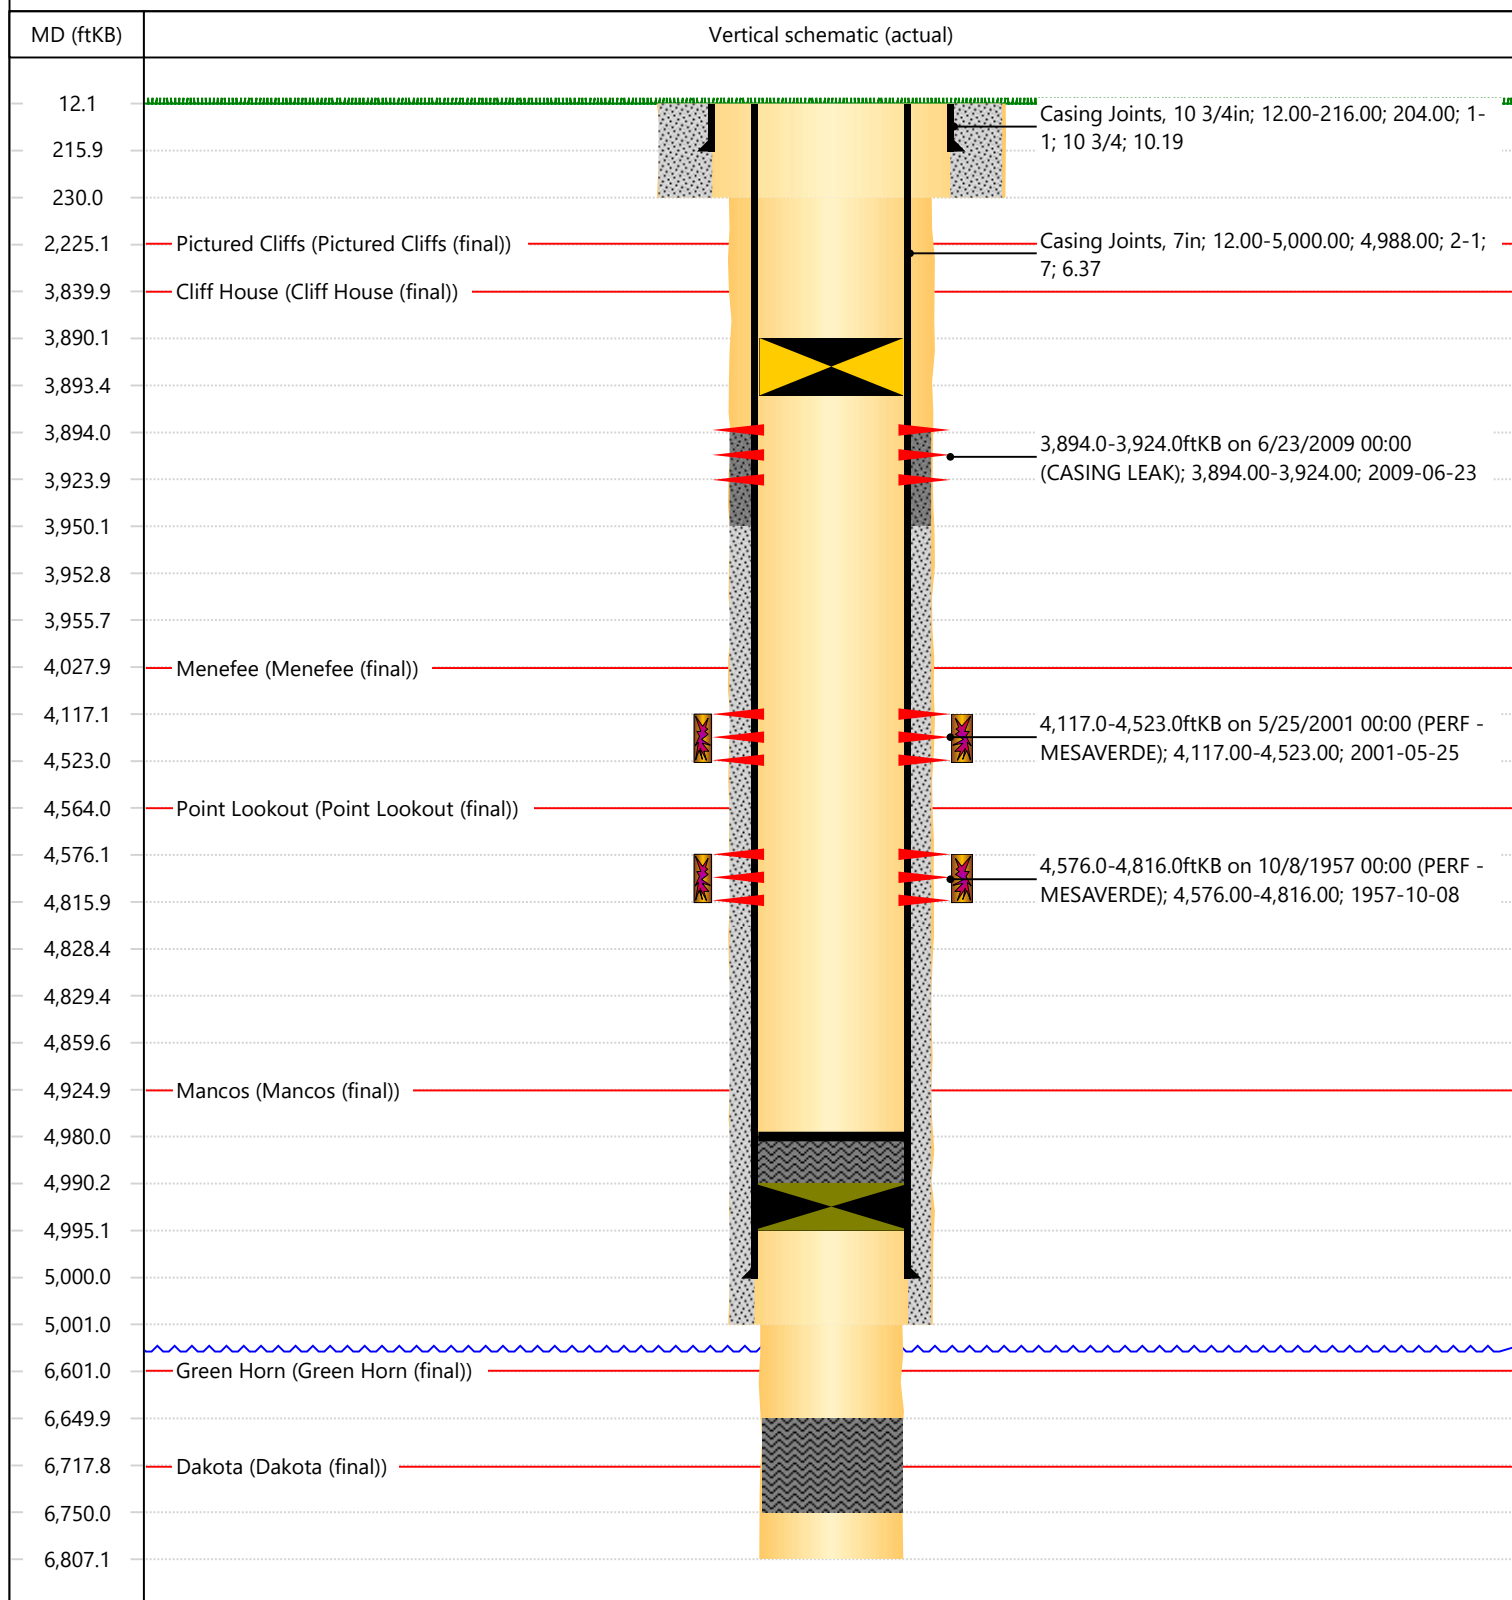 MD (ftKB)
Vertical schematic (actual)
12.1
Casing Joints, 10 3/4in; 12.00-216.00; 204.00; 1-
1; 10 3/4; 10.19
215.9
230.0
2,225.1
Pictured Cliffs (Pictured Cliffs (final))
Casing Joints, 7in; 12.00-5,000.00; 4,988.00; 2-1;
7; 6.37
3,839.9
Cliff House (Cliff House (final))
3,890.1
3,893.4
3,894.0
3,894.0-3,924.0ftKB on 6/23/2009 00:00
(CASING LEAK); 3,894.00-3,924.00; 2009-06-23
3,923.9
3,950.1
3,952.8
3,955.7
4,027.9
Menefee (Menefee (final))
4,117.1
4,117.0-4,523.0ftKB on 5/25/2001 00:00 (PERF -
MESAVERDE); 4,117.00-4,523.00; 2001-05-25
4,523.0
4,564.0
Point Lookout (Point Lookout (final))
4,576.1
4,576.0-4,816.0ftKB on 10/8/1957 00:00 (PERF -
MESAVERDE); 4,576.00-4,816.00; 1957-10-08
4,815.9
4,828.4
4,829.4
4,859.6
4,924.9
Mancos (Mancos (final))
4,980.0
4,990.2
4,995.1
5,000.0
5,001.0
6,601.0
Green Horn (Green Horn (final))
6,649.9
6,717.8
Dakota (Dakota (final))
6,750.0
6,807.1